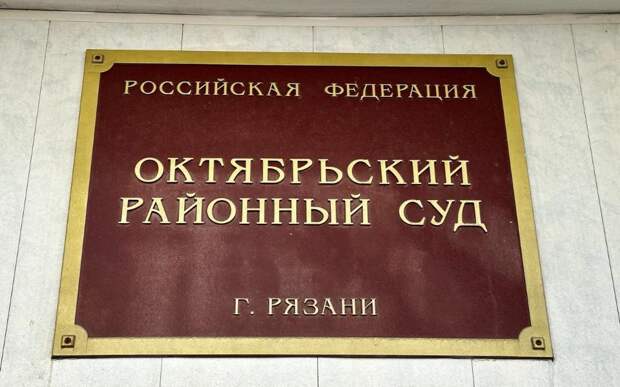 РОССИЙСКАЯ ФЕДЕРАЦИЯ
ОКТЯБРЬСКИЙ
РАЙОННЫЙ СУД
Г. РЯЗАНИ